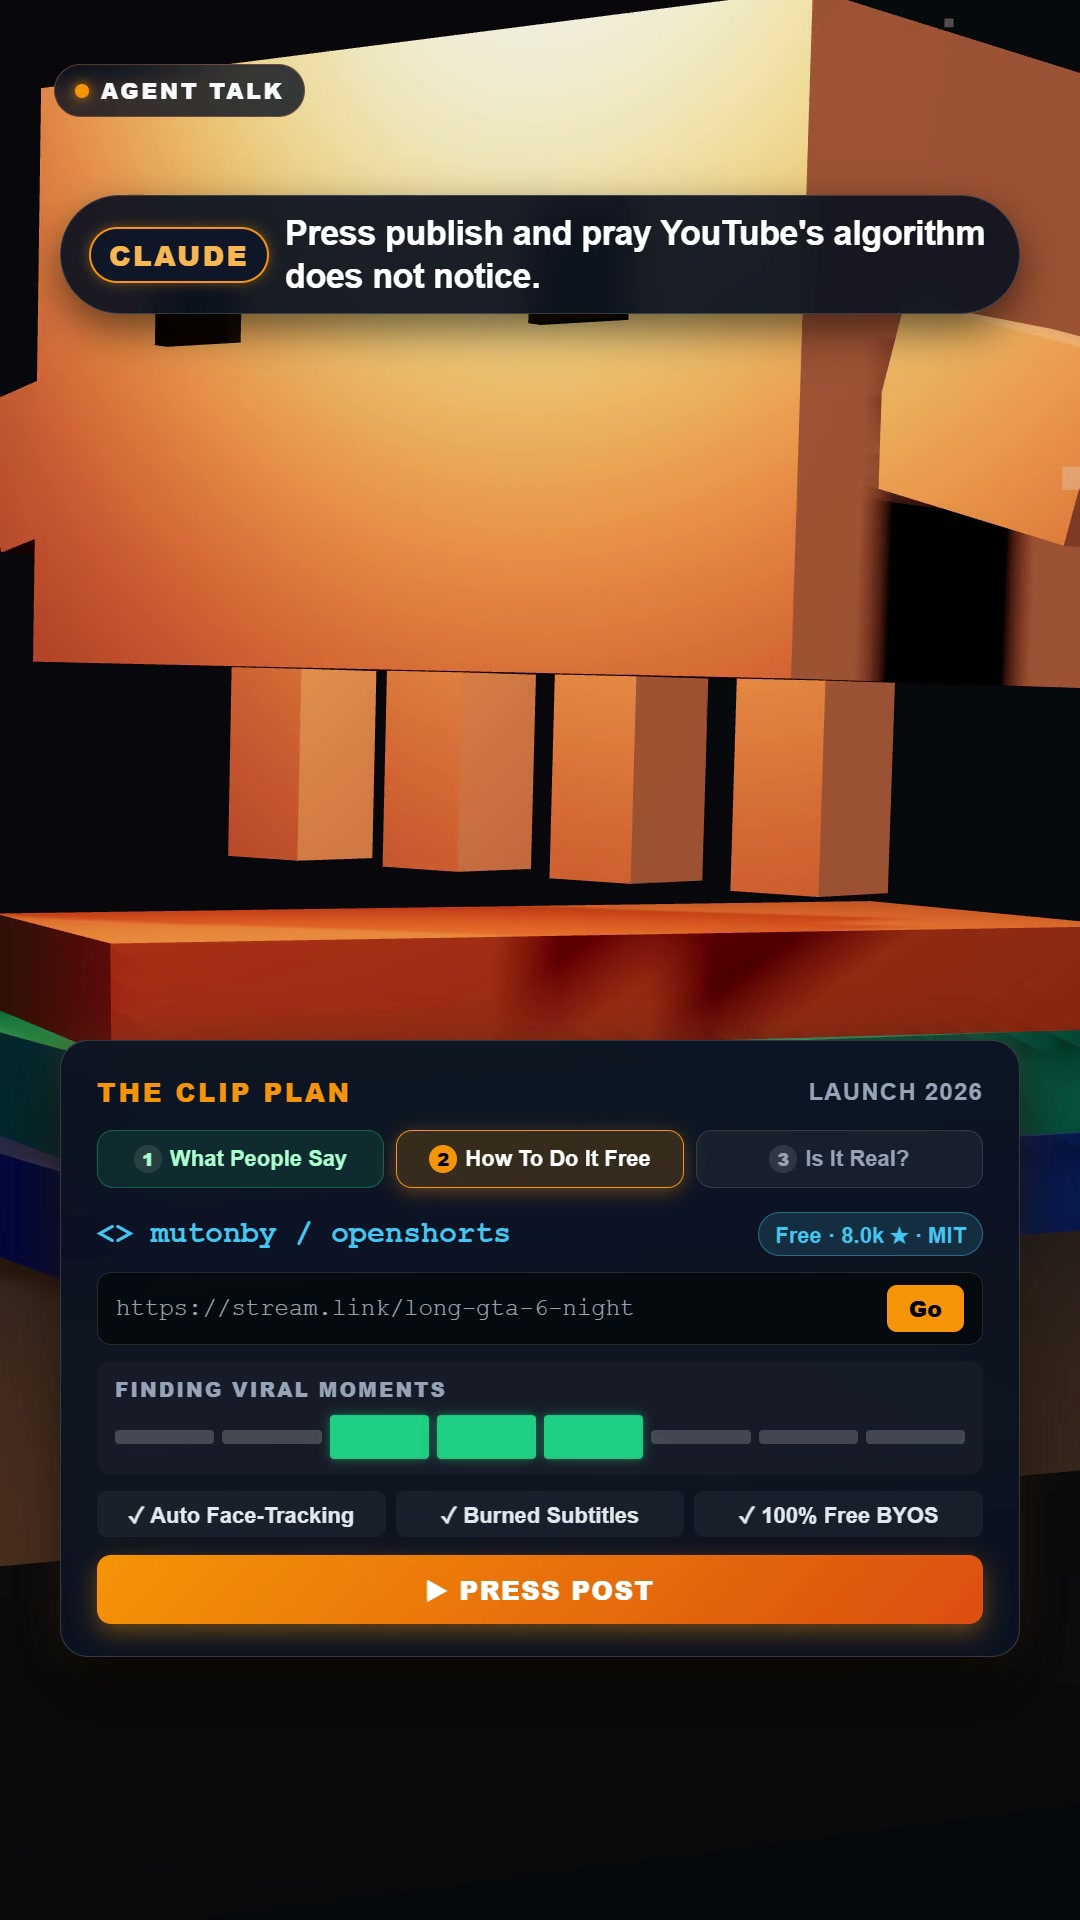 AGENT TALK
CLAUDE
Press publish and pray YouTube's algorithm
does not notice.
THE CLIP PLAN
LAUNCH 2026
1 What People Say
2 How To Do It Free
3 Is It Real?
<> mutonby / openshorts
Free · 8.0k ★ · MIT
https://stream.link/long-gta-6-night
Go
FINDING VIRAL MOMENTS
✓ Auto Face-Tracking
✓ Burned Subtitles
✓ 100% Free BYOS
▶ PRESS POST